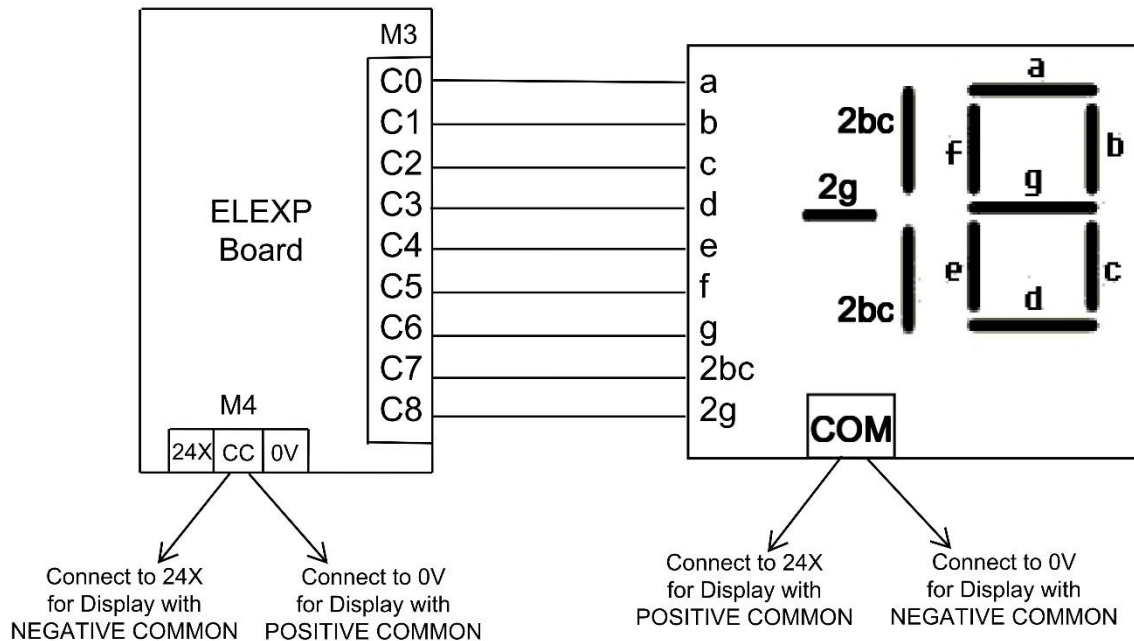 M3
C0
C1
C2
C3
C4
C5
C6
C7
C8
ELEXP
Board
M4
24X CC 0V
Connect to 24X
for Display with
NEGATIVE COMMON
Connect to 0V
for Display with
POSITIVE COMMON
a
b
c
d
e
f
g
2bc
2g
a
2bc
f
b
g
2g
e
c
d
2bc
COM
Connect to 24X
for Display with
POSITIVE COMMON
Connect to 0V
for Display with
NEGATIVE COMMON